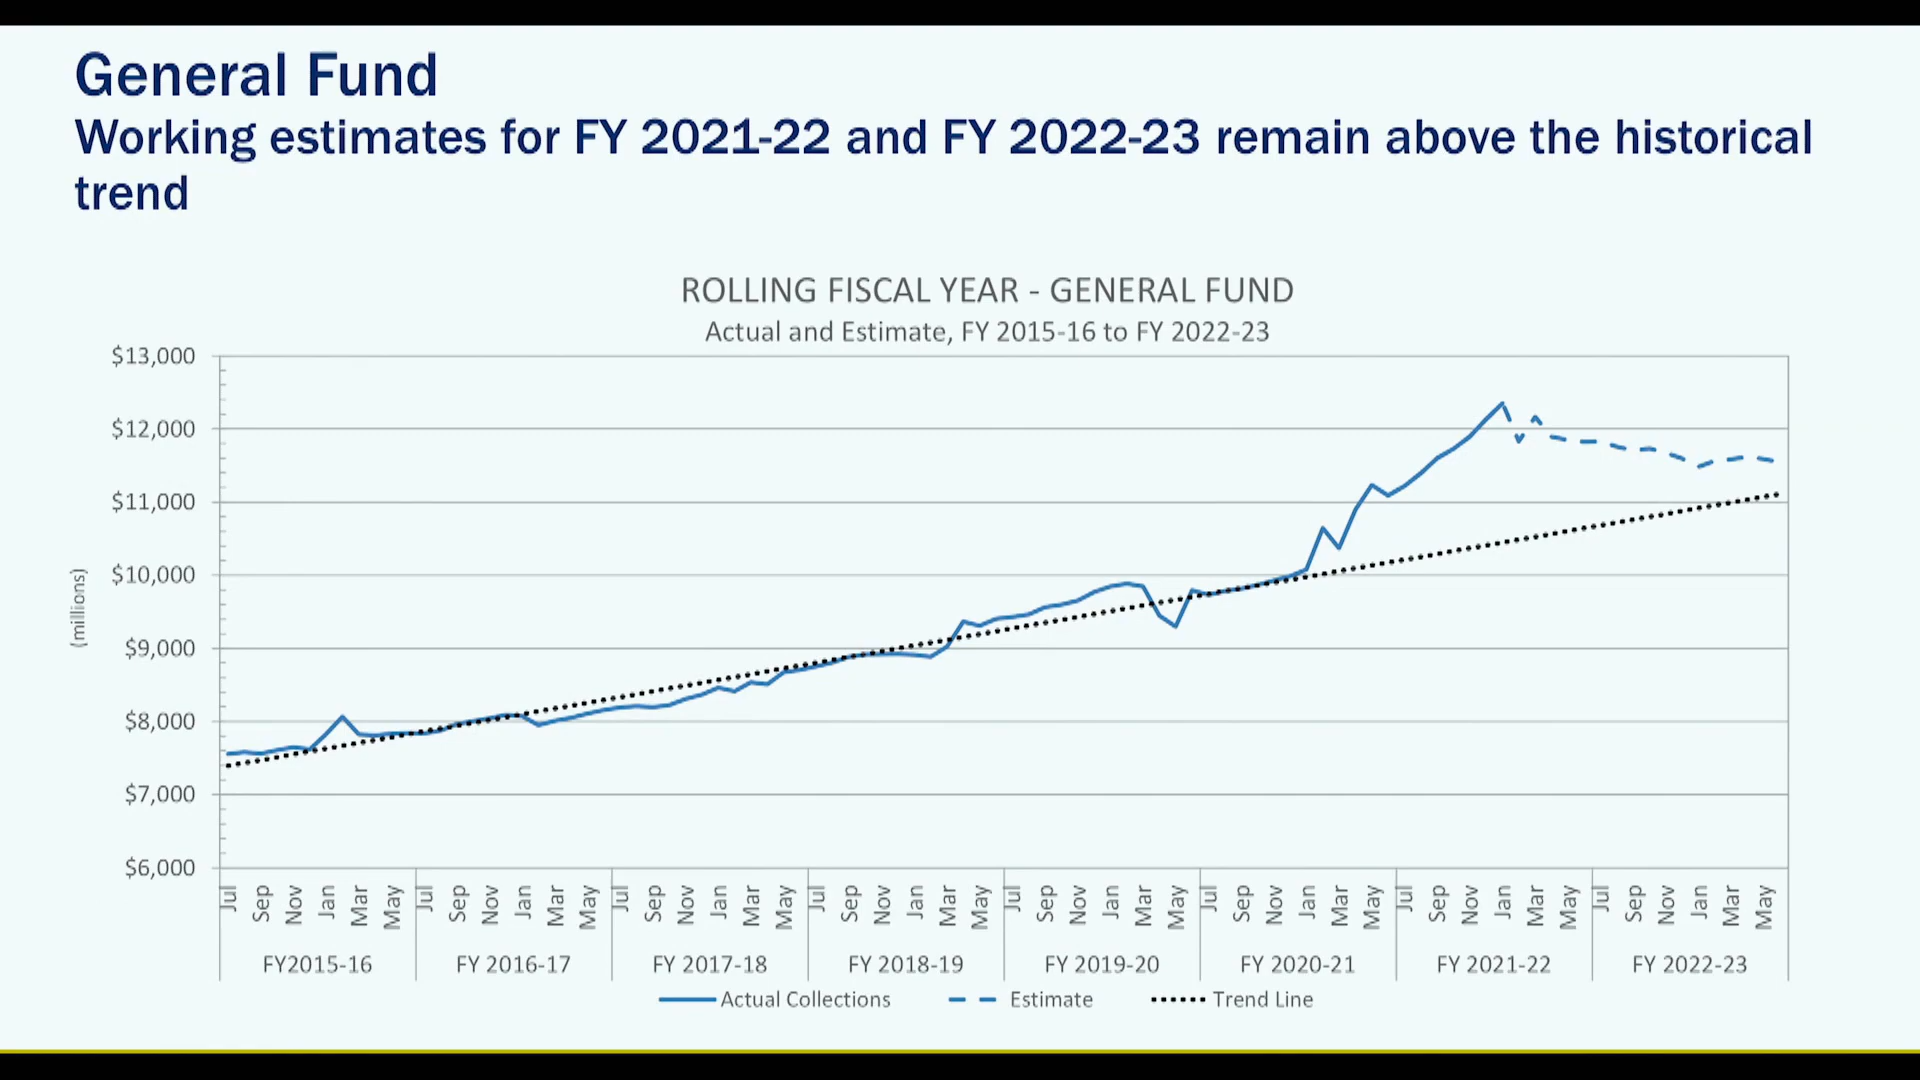 General Fund
Working estimates for FY 2021-22 and FY 2022-23 remain above the historical
trend
ROLLING FISCAL YEAR - GENERAL FUND
Actual and Estimate, FY 2015-16 to FY 2022-23
$13,000
$12,000
$11,000
$10,000
$9,000
$8,000
$7,000
$6,000
(millions)
Jul Sep Nov Jan Mar May Jul Sep Nov Jan Mar May Jul Sep Nov Jan Mar May Jul Sep Nov Jan Mar May Jul Sep Nov Jan Mar May Jul Sep Nov Jan Mar May Jul Sep Nov Jan Mar May Jul Sep Nov Jan Mar May
FY2015-16 FY 2016-17 FY 2017-18 FY 2018-19 FY 2019-20 FY 2020-21 FY 2021-22 FY 2022-23
Actual Collections Estimate Trend Line